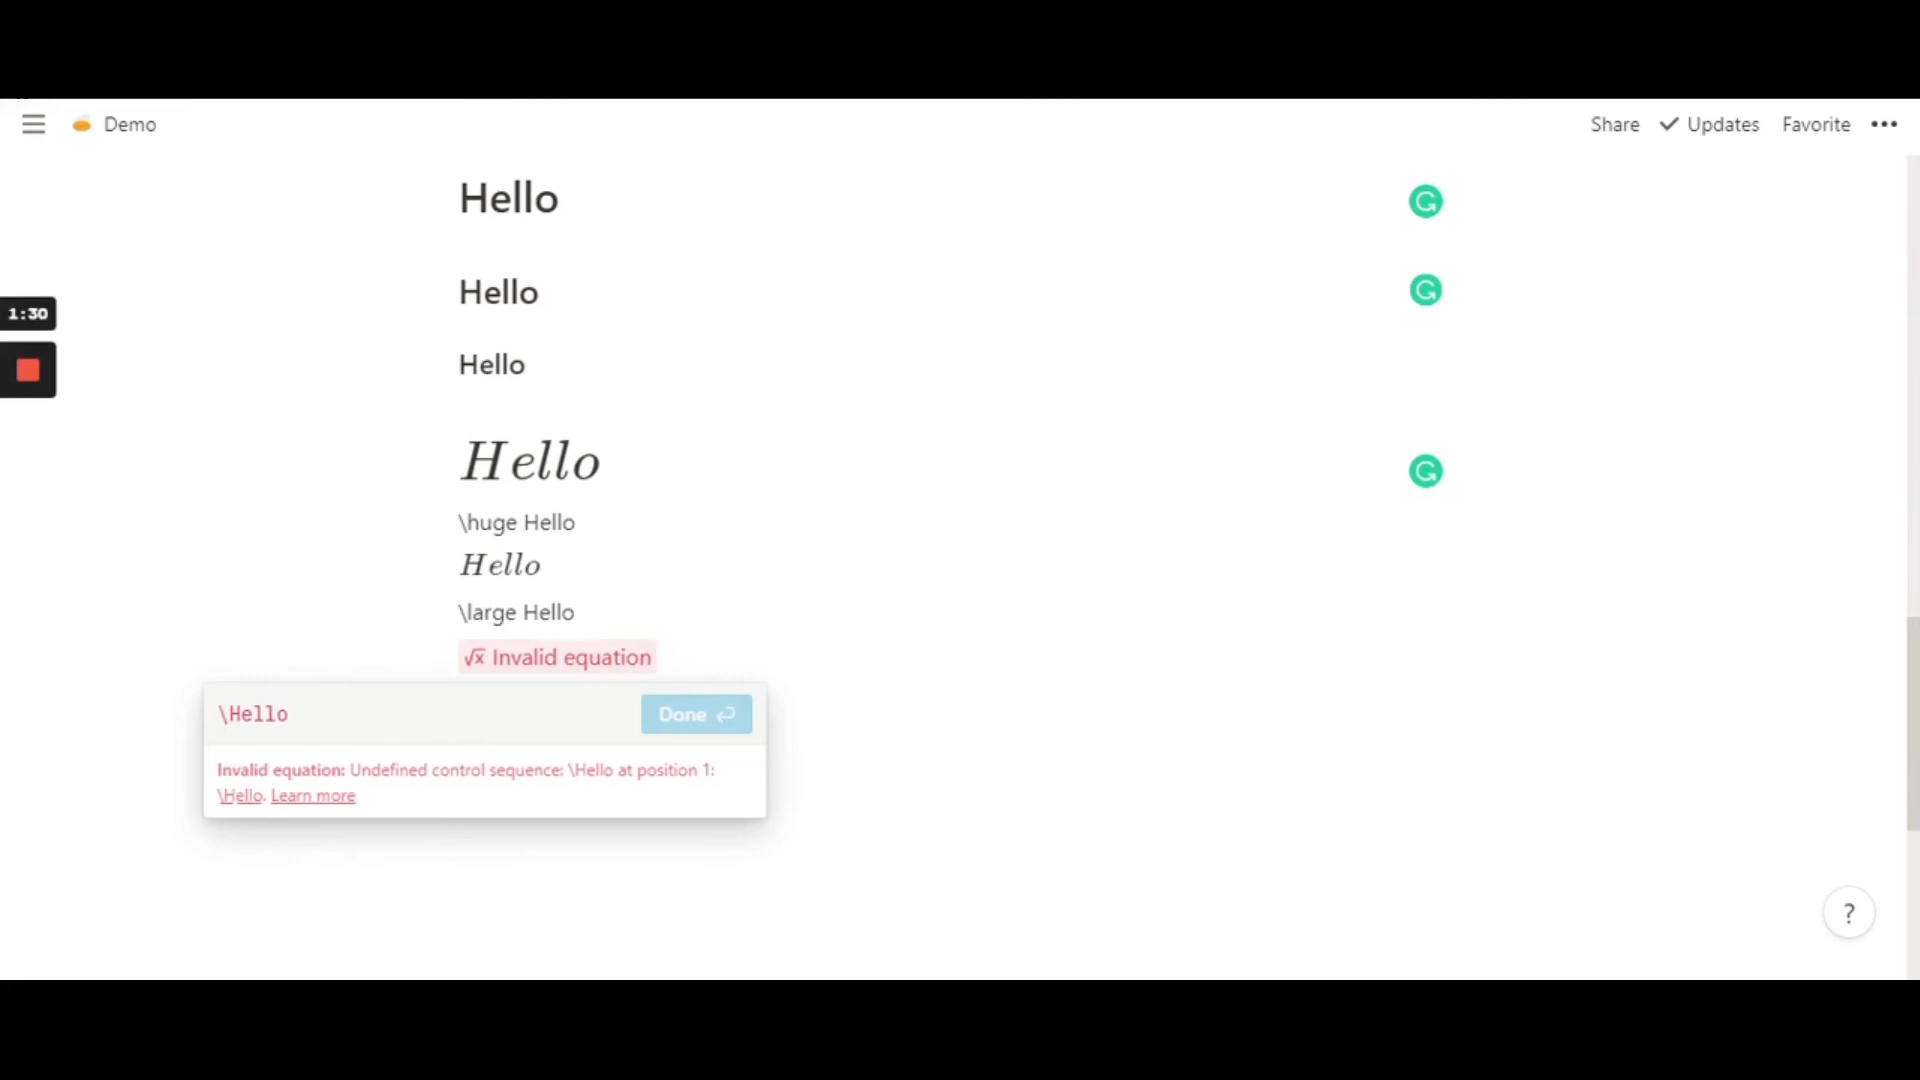 Demo
Share
Updates
Favorite
Hello
Hello
1:30
Hello
Hello
\huge Hello
Hello
\large Hello
√x Invalid equation
\Hello
Done
Invalid equation: Undefined control sequence: \Hello at position 1:
\Hello. Learn more
?